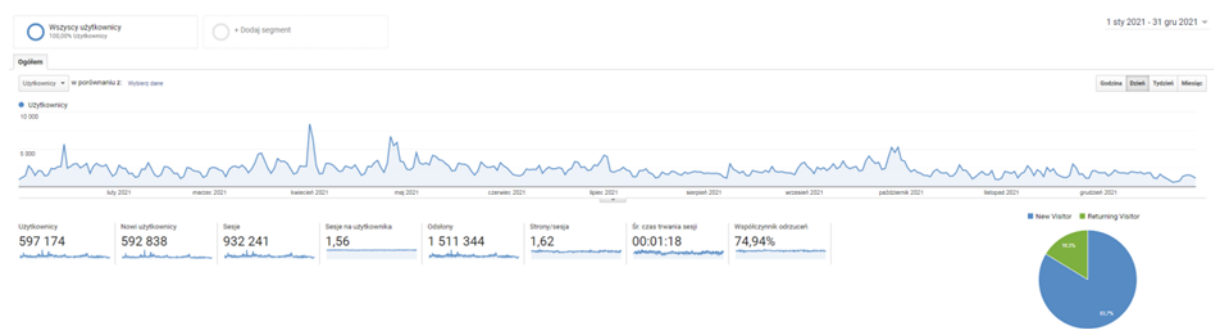 Wszyscy użytkownicy
100,00% Użytkownicy
+ Dodaj segment
1 sty 2021 - 31 gru 2021
Ogółem
Użytkownicy w porównaniu z: Wybierz dane
Godzina Dzień Tydzień Miesiąc
Użytkownicy
10 000
5 000
luty 2021 marzec 2021 kwiecień 2021 maj 2021 czerwiec 2021 lipiec 2021 sierpień 2021 wrzesień 2021 październik 2021 listopad 2021 grudzień 2021
New Visitor Returning Visitor
Użytkownicy Nowi użytkownicy Sesje Sesje na użytkownika Odsłony Strony/sesja Śr. czas trwania sesji Współczynnik odrzuceń
597 174 592 838 932 241 1,56 1 511 344 1,62 00:01:18 74,94%
16.3%
83.7%